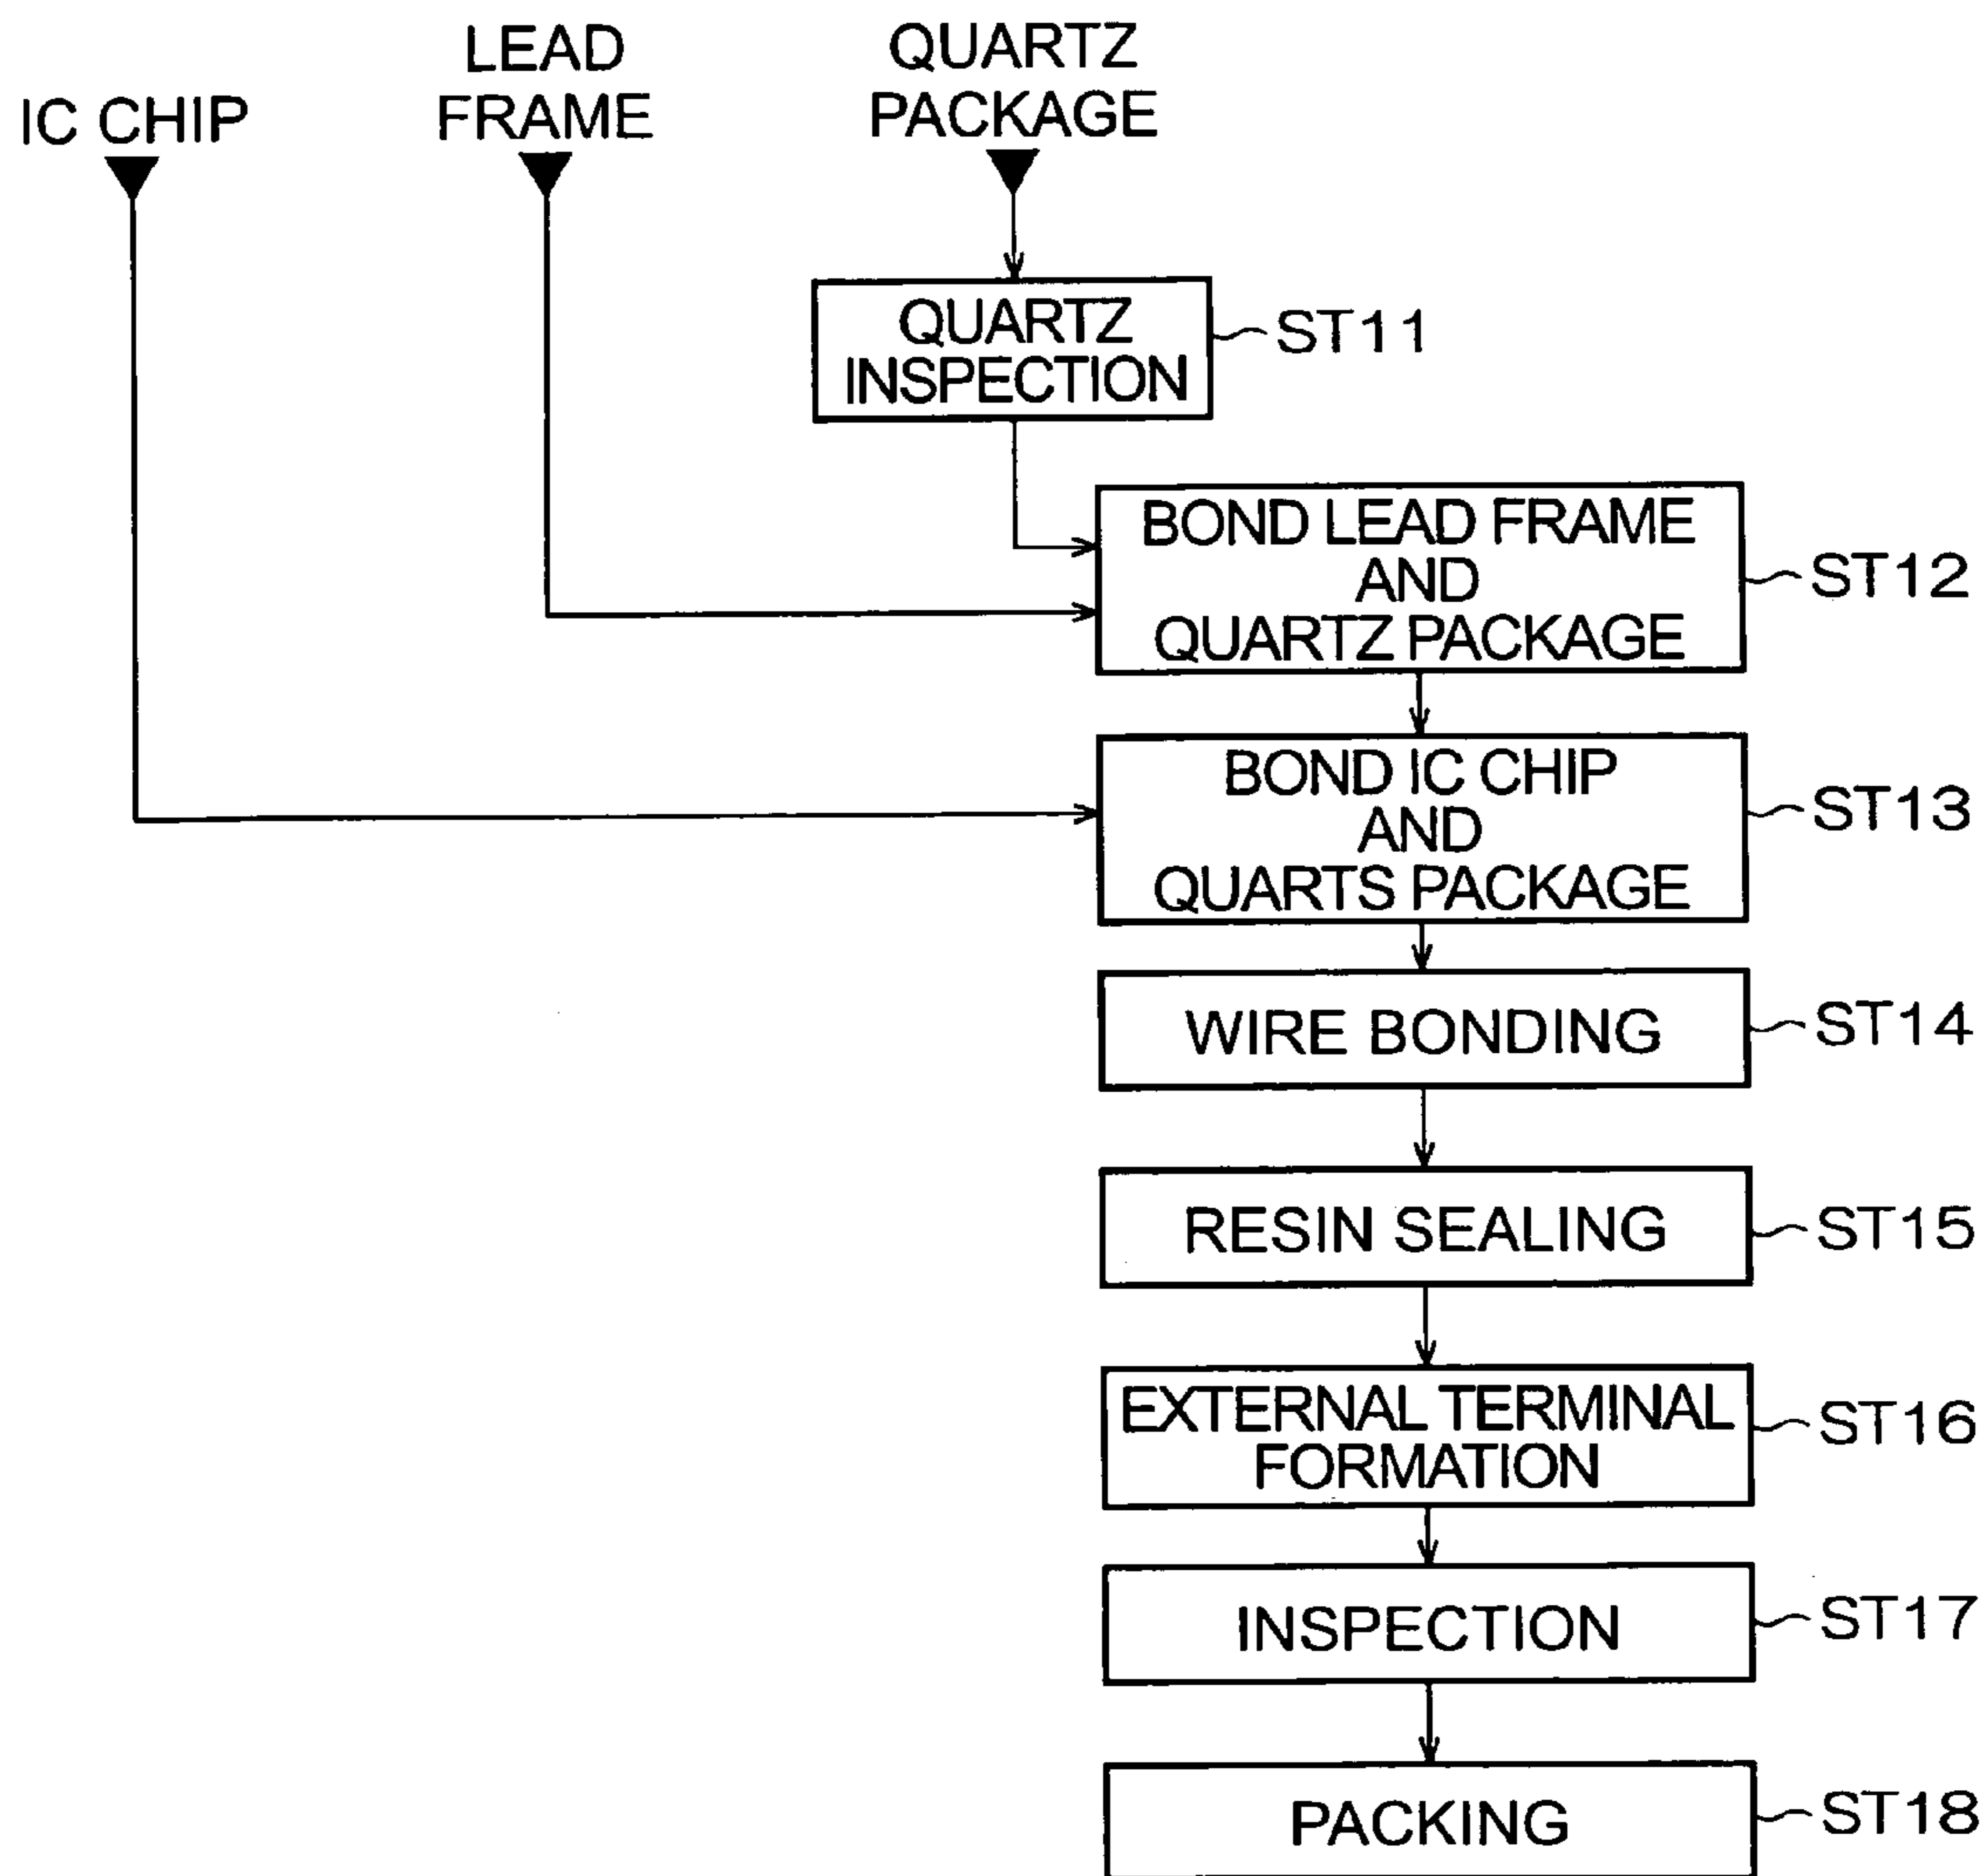 IC CHIP
LEAD
FRAME
QUARTZ
PACKAGE
QUARTZ
INSPECTION
ST11
BOND LEAD FRAME
AND
QUARTZ PACKAGE
ST12
BOND IC CHIP
AND
QUARTS PACKAGE
ST13
WIRE BONDING
ST14
RESIN SEALING
ST15
EXTERNAL TERMINAL
FORMATION
ST16
INSPECTION
ST17
PACKING
ST18